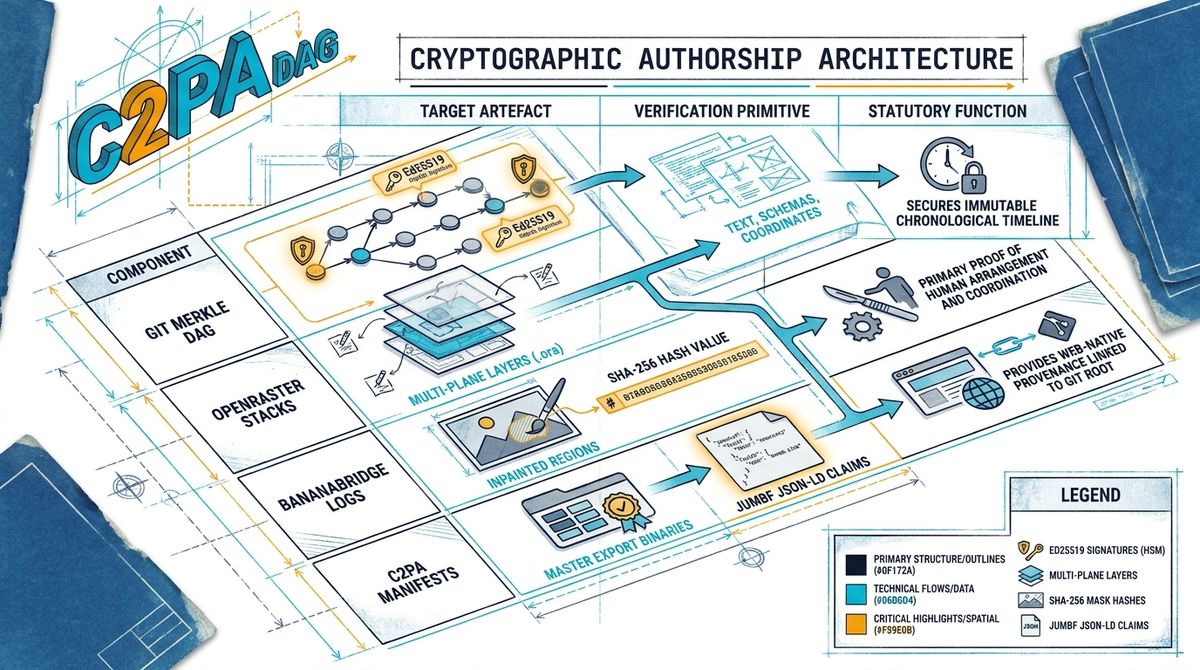 C2PA DAG
CRYPTOGRAPHIC AUTHORSHIP ARCHITECTURE
TARGET ARTEFACT
VERIFICATION PRIMITIVE
STATUTORY FUNCTION
COMPONENT
GIT MERKLE
DAG
Ed25519
TEXT, SCHEMAS,
COORDINATES
SECURES IMMUTABLE
CHRONOLOGICAL TIMELINE
OPENRASTER
STACKS
MULTI-PLANE LAYERS (.ora)
PRIMARY PROOF OF
HUMAN ARRANGEMENT
AND COORDINATION
BANANABRIDGE
LOGS
INPAINTED REGIONS
SHA-256 HASH VALUE
#
PROVIDES WEB-NATIVE
PROVENANCE LINKED
TO GIT ROOT
C2PA
MANIFESTS
MASTER EXPORT BINARIES
JUMBF JSON-LD CLAIMS
LEGEND
PRIMARY STRUCTURE/OUTLINES
(#0F172A)
TECHNICAL FLOWS/DATA
(#06B6D4)
CRITICAL HIGHLIGHTS/SPATIAL
(#FS9E0B)
ED25519 SIGNATURES (HSM)
MULTI-PLANE LAYERS
SHA-256 MASK HASHES
JSON
JUMBF JSON-LD CLAIMS